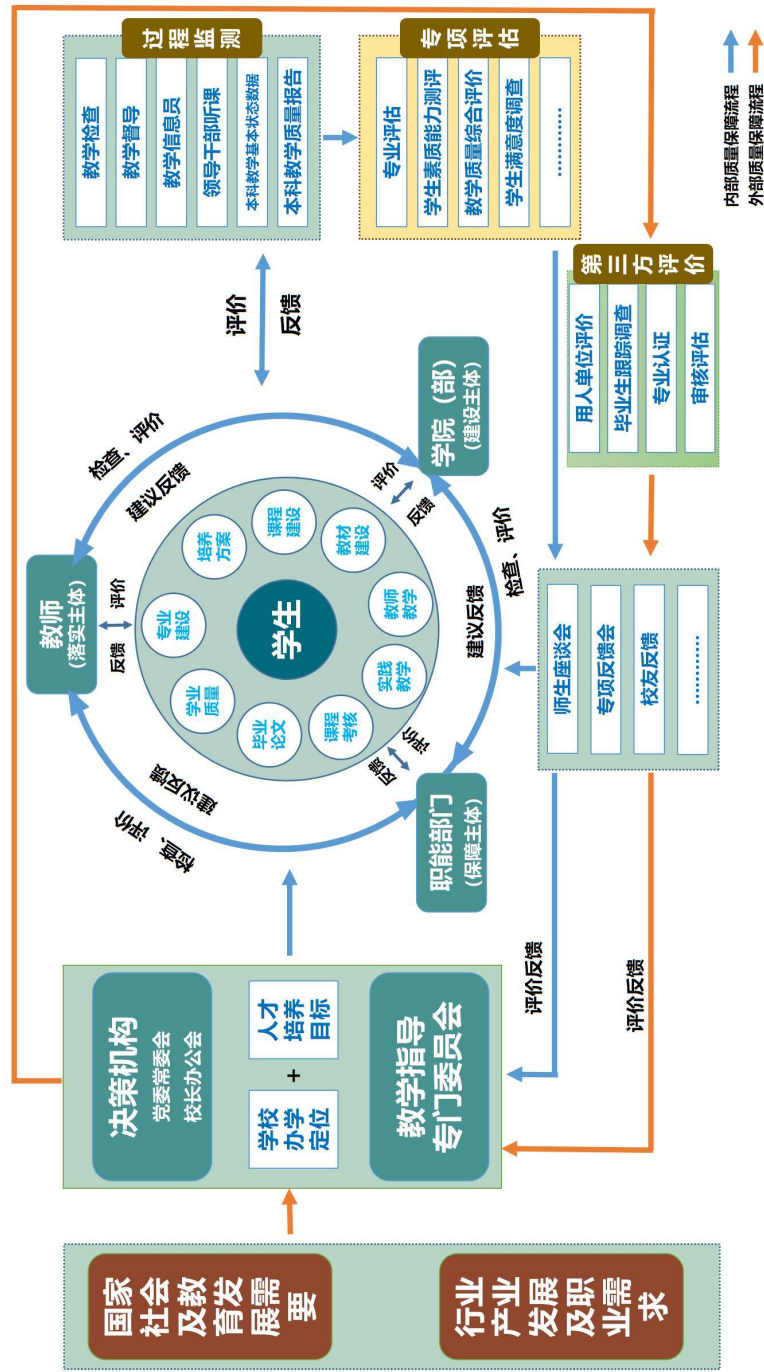 国家
社会
及教
育发
展需
要
行业
产业
发展
及职
业需
求
决策机构
党委常委会
校长办公会
学校
办学
定位
+
人才
培养
目标
教学指导
专门委员会
教师
(落实主体)
反馈
评价
检查、评价
建议反馈
检查、评价
建议反馈
学生
专业
建设
培养
方案
课程
建设
教材
建设
教师
教学
实践
教学
课程
考核
毕业
论文
学业
质量
职能部门
(保障主体)
反馈
评价
学院（部）
(建设主体)
评价
反馈
建议反馈
检查、评价
评价
反馈
过程监测
教学检查
教学督导
教学信息员
领导干部听课
本科教学基本状态数据
本科教学质量报告
专项评估
专业评估
学生素质能力测评
教学质量综合评价
学生满意度调查
…………
第三方评价
用人单位评价
毕业生跟踪调查
专业认证
审核评估
师生座谈会
专项反馈会
校友反馈
…………
评价反馈
评价反馈
内部质量保障流程
外部质量保障流程